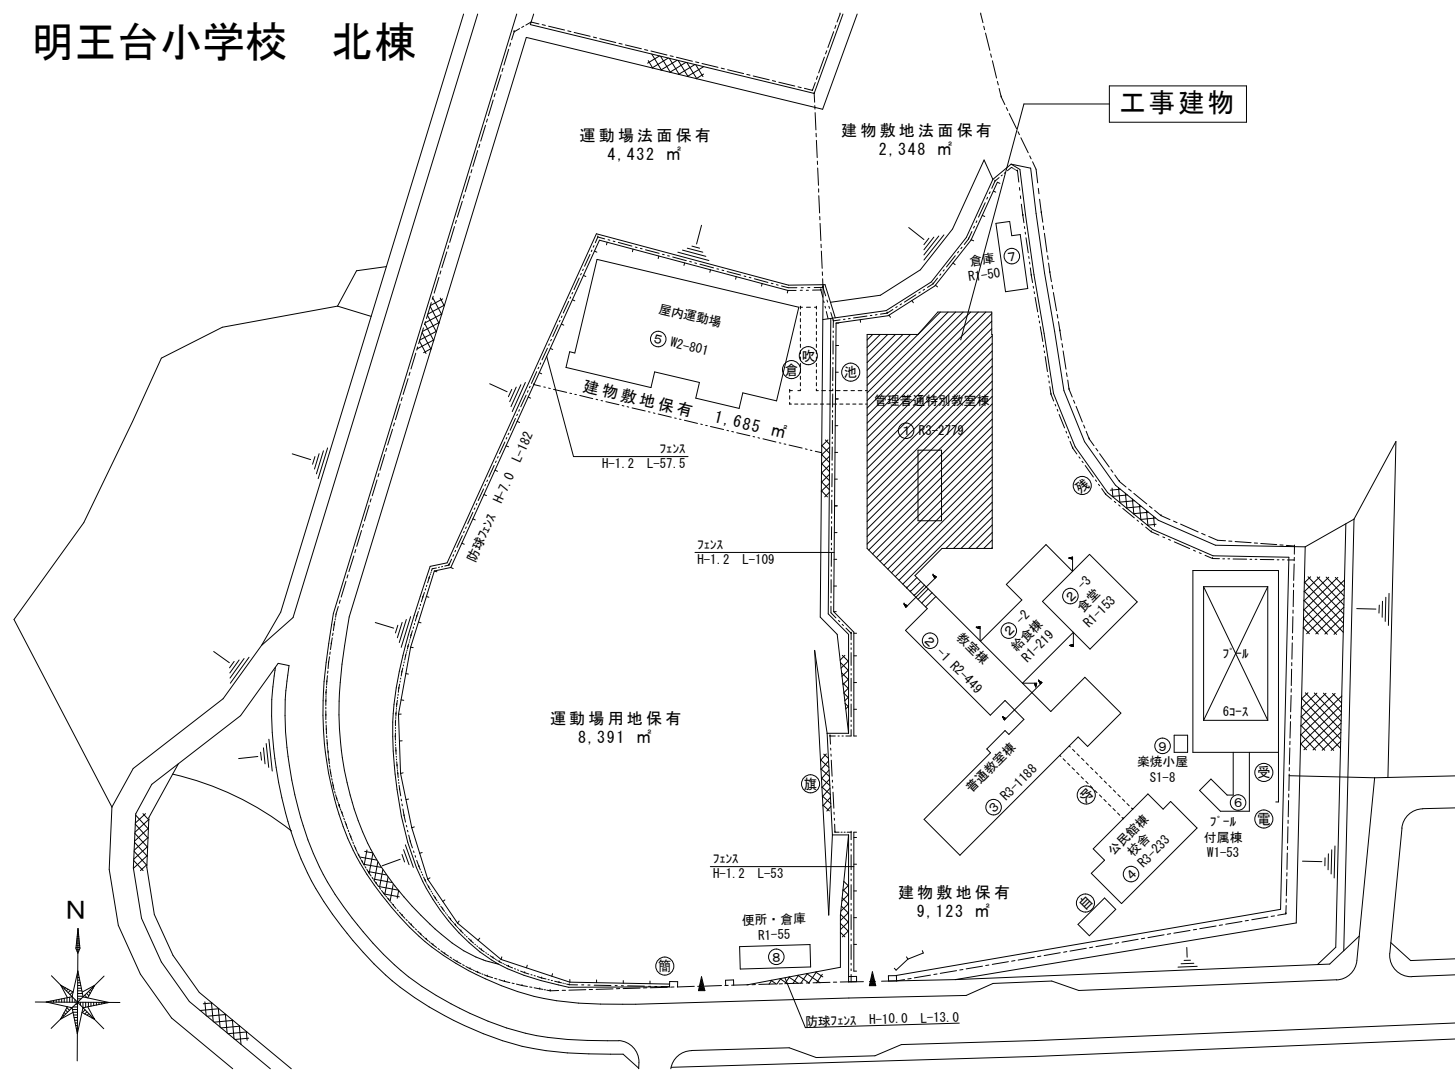 明王台小学校　北棟
工事建物
運動場法面保有
4,432 ㎡
建物敷地法面保有
2,348 ㎡
倉庫
R1-50
⑦
屋内運動場
⑤ W2-801
倉
吹
池
建物敷地保有　1,685 ㎡
管理普通特別教室棟
① R3-2779
フェンス
H-1.2　L-57.5
防球フェンス　H-7.0　L-182
残
フェンス
H-1.2　L-109
②-3
食堂
R1-153
②-2
給食棟
R1-219
教室棟
②-1 R2-449
プール
6コース
運動場用地保有
8,391 ㎡
旗
普通教室棟
③ R3-1188
吹
⑨
楽焼小屋
S1-8
受
⑥
電
プール
付属棟
W1-53
公民館棟
校舎
④ R3-233
自
フェンス
H-1.2　L-53
建物敷地保有
9,123 ㎡
便所・倉庫
R1-55
⑧
簡
N
防球フェンス　H-10.0　L-13.0